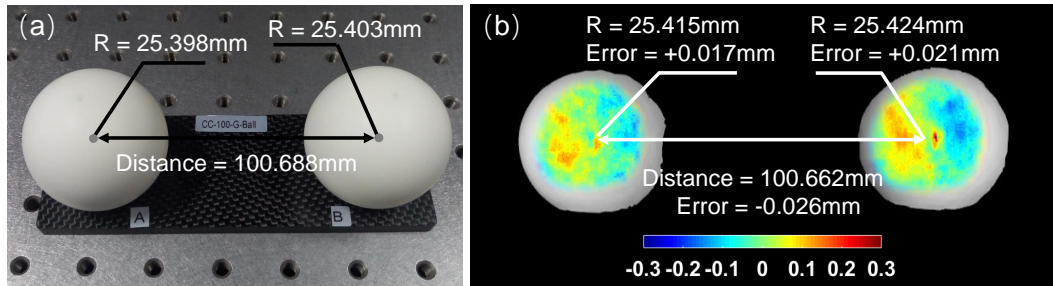 (a)
R = 25.398mm
R = 25.403mm
CC-100-G-Ball
Distance = 100.688mm
A
B
(b)
R = 25.415mm
Error = +0.017mm
R = 25.424mm
Error = +0.021mm
Distance = 100.662mm
Error = -0.026mm
-0.3 -0.2 -0.1 0 0.1 0.2 0.3